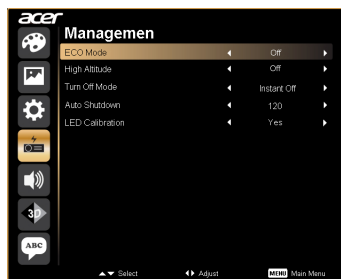 acer
Managemen
ECO Mode Off
High Altitude Off
Turn Off Mode Instant Off
Auto Shutdown 120
LED Calibration Yes
3D
ABC
Select Adjust MENU Main Menu